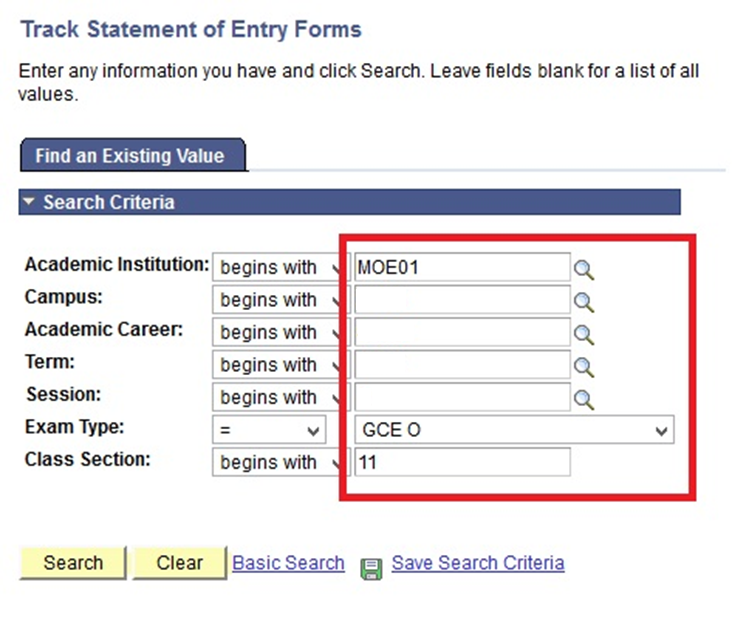 Track Statement of Entry Forms
Enter any information you have and click Search. Leave fields blank for a list of all
values.
Find an Existing Value
Search Criteria
Academic Institution: begins with MOE01
Campus: begins with
Academic Career: begins with
Term: begins with
Session: begins with
Exam Type: = GCE O
Class Section: begins with 11
Search Clear Basic Search Save Search Criteria